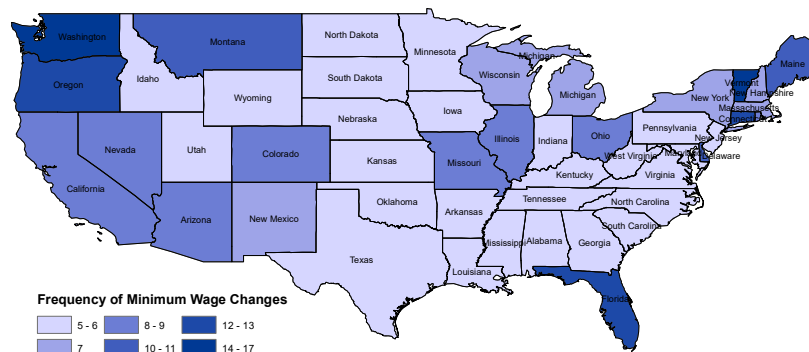 Washington
Montana
North Dakota
Minnesota
Maine
Oregon
Idaho
South Dakota
Wisconsin
Michigan
Vermont
New Hampshire
Wyoming
Michigan
New York
Massachusetts
Iowa
Connecticut
Nebraska
Pennsylvania
Nevada
Utah
Colorado
Illinois
Indiana
Ohio
New Jersey
Maryland
Delaware
Kansas
Missouri
West Virginia
Virginia
California
Kentucky
Arizona
New Mexico
Oklahoma
Arkansas
Tennessee
North Carolina
South Carolina
Mississippi
Alabama
Georgia
Texas
Louisiana
Florida
Frequency of Minimum Wage Changes
5 - 6 8 - 9 12 - 13
7 10 - 11 14 - 17